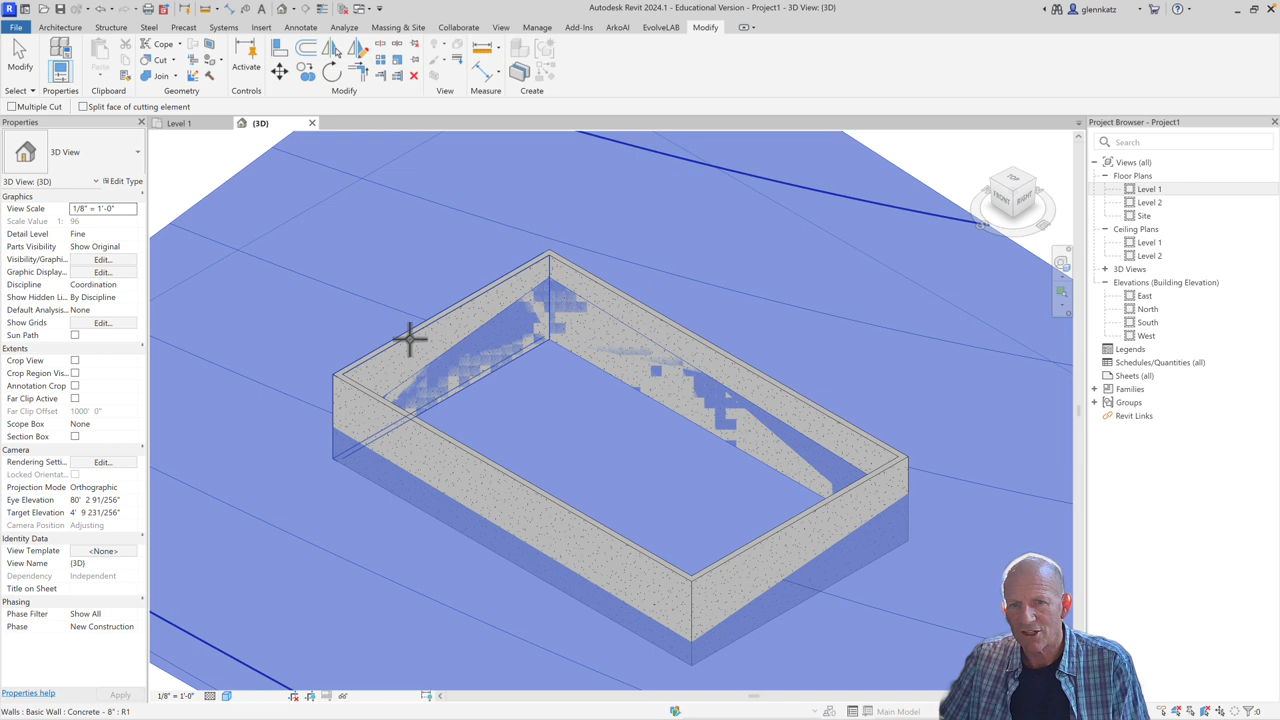 Autodesk Revit 2024.1 - Educational Version - Project1 - 3D View: {3D}
glennkatz
File Architecture Structure Steel Precast Systems Insert Annotate Analyze Massing & Site Collaborate View Manage Add-Ins ArkoAI EvolveLAB Modify
Modify
Select
Properties
Properties
Paste
Clipboard
Cope
Cut
Join
Geometry
Activate
Controls
Modify
View
Measure
Create
Multiple Cut Split face of cutting element
Properties
Level 1
{3D}
Project Browser - Project1
3D View
3D View: {3D} Edit Type
Graphics
View Scale 1/8" = 1'-0"
Scale Value 1: 96
Detail Level Fine
Parts Visibility Show Original
Visibility/Graphi... Edit...
Graphic Display... Edit...
Discipline Coordination
Show Hidden Li... By Discipline
Default Analysis... None
Show Grids Edit...
Sun Path
Extents
Crop View
Crop Region Vis...
Annotation Crop
Far Clip Active
Far Clip Offset 1000' 0"
Scope Box None
Section Box
Camera
Rendering Setti... Edit...
Locked Orientat...
Projection Mode Orthographic
Eye Elevation 80' 2 91/256"
Target Elevation 4' 9 231/256"
Camera Position Adjusting
Identity Data
View Template <None>
View Name {3D}
Dependency Independent
Title on Sheet
Phasing
Phase Filter Show All
Phase New Construction
Properties help Apply
TOP
FRONT
RIGHT
Search
Views (all)
Floor Plans
Level 1
Level 2
Site
Ceiling Plans
Level 1
Level 2
3D Views
Elevations (Building Elevation)
East
North
South
West
Legends
Schedules/Quantities (all)
Sheets (all)
Families
Groups
Revit Links
1/8" = 1'-0"
Walls : Basic Wall : Concrete - 8" : R1
Main Model
:0